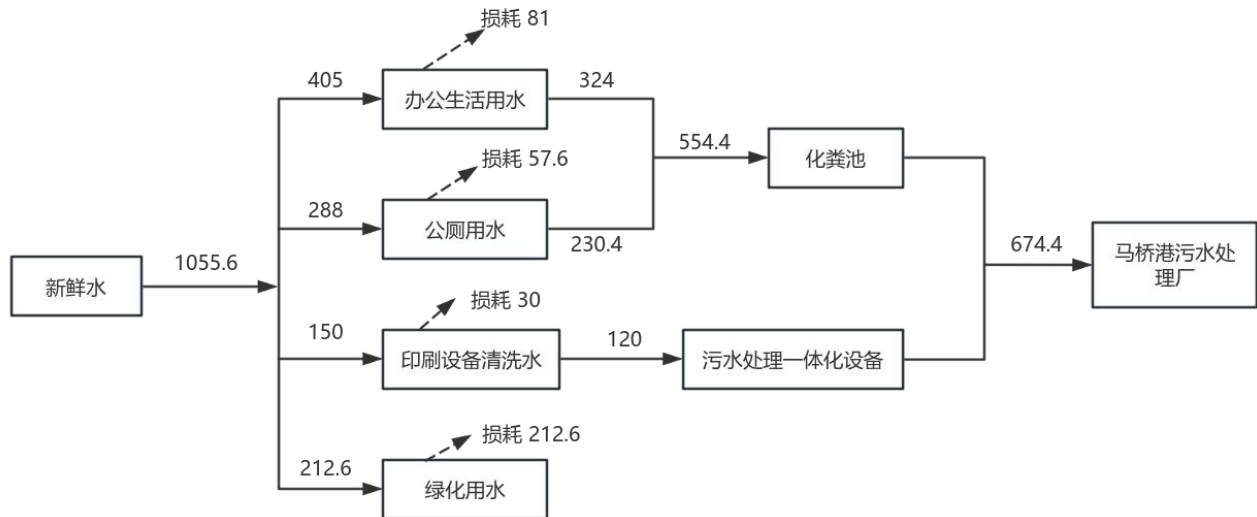 损耗 81
405
办公生活用水
324
损耗 57.6
554.4
化粪池
288
公厕用水
230.4
新鲜水
1055.6
674.4
马桥港污水处
理厂
损耗 30
150
印刷设备清洗水
120
污水处理一体化设备
损耗 212.6
212.6
绿化用水